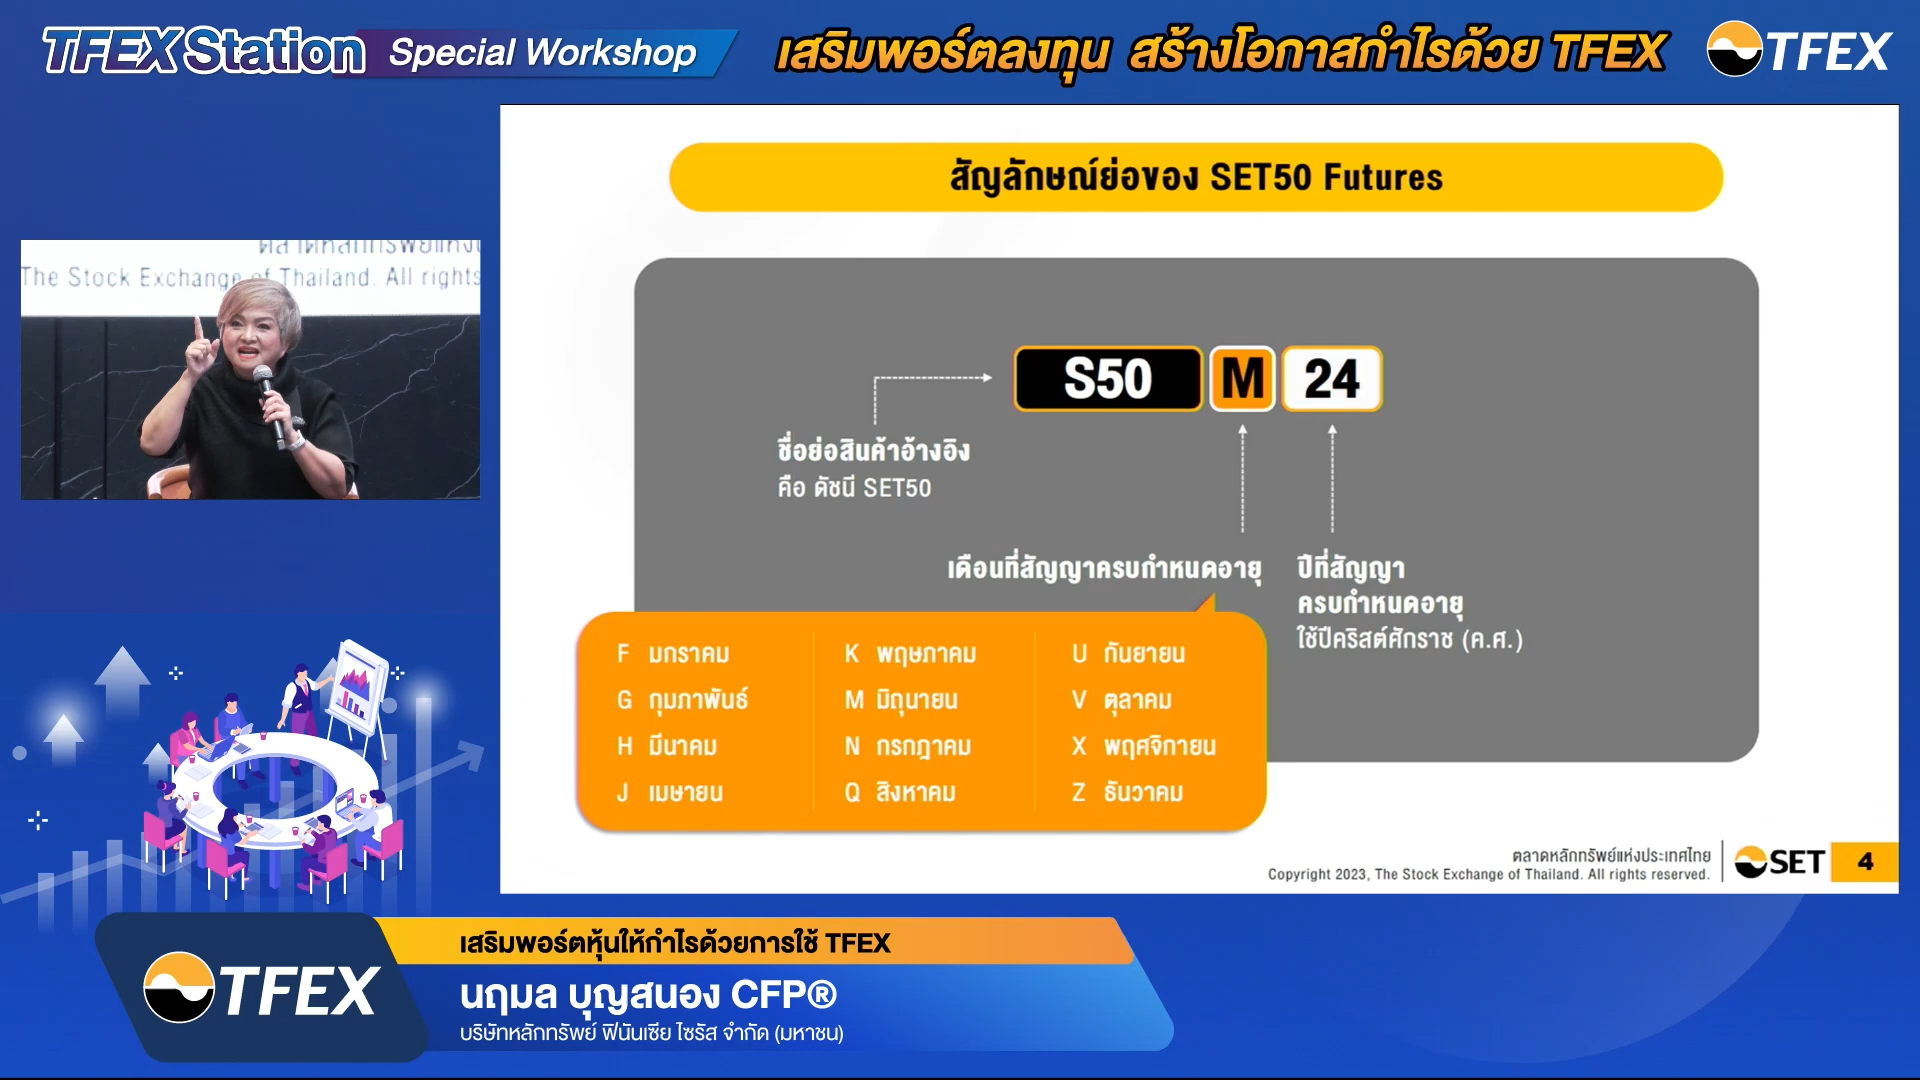 TFEX Station Special Workshop เสริมพอร์ตลงทุน สร้างโอกาสกำไรด้วย TFEX TFEX
สัญลักษณ์ย่อของ SET50 Futures
The Stock Exchange of Thailand. All rights
S50 M 24
ชื่อย่อสินค้าอ้างอิง
คือ ดัชนี SET50
เดือนที่สัญญาครบกำหนดอายุ
ปีที่สัญญา
ครบกำหนดอายุ
ใช้ปีคริสต์ศักราช (ค.ศ.)
F มกราคม K พฤษภาคม U กันยายน
G กุมภาพันธ์ M มิถุนายน V ตุลาคม
H มีนาคม N กรกฎาคม X พฤศจิกายน
J เมษายน Q สิงหาคม Z ธันวาคม
ตลาดหลักทรัพย์แห่งประเทศไทย
Copyright 2023, The Stock Exchange of Thailand. All rights reserved.
SET 4
เสริมพอร์ตหุ้นให้กำไรด้วยการใช้ TFEX
TFEX
นฤมล บุญสนอง CFP®
บริษัทหลักทรัพย์ ฟินันเซีย ไซรัส จำกัด (มหาชน)